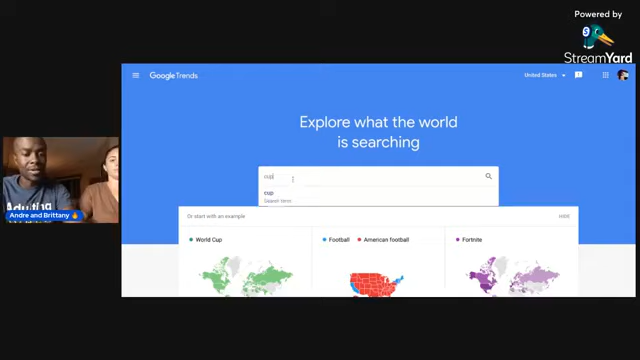 Powered by
StreamYard
Google Trends
United States
Explore what the world
is searching
cup
cup
Search term
Or start with an example
HIDE
World Cup
Football
American football
Fortnite
Andre and Brittany